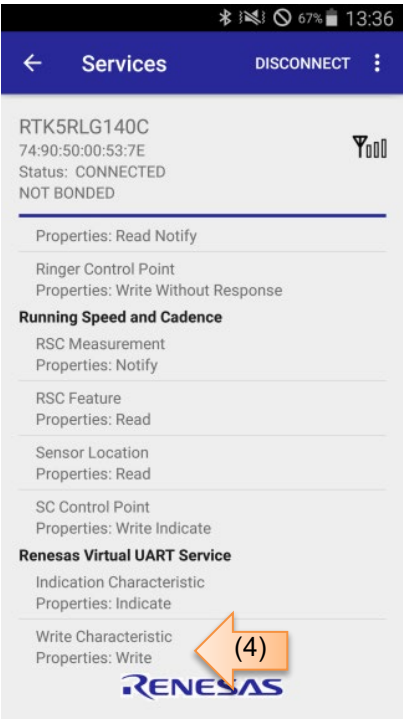 67% 13:36
Services DISCONNECT
RTK5RLG140C
74:90:50:00:53:7E
Status: CONNECTED
NOT BONDED
Properties: Read Notify
Ringer Control Point
Properties: Write Without Response
Running Speed and Cadence
RSC Measurement
Properties: Notify
RSC Feature
Properties: Read
Sensor Location
Properties: Read
SC Control Point
Properties: Write Indicate
Renesas Virtual UART Service
Indication Characteristic
Properties: Indicate
Write Characteristic
Properties: Write
(4)
RENESAS